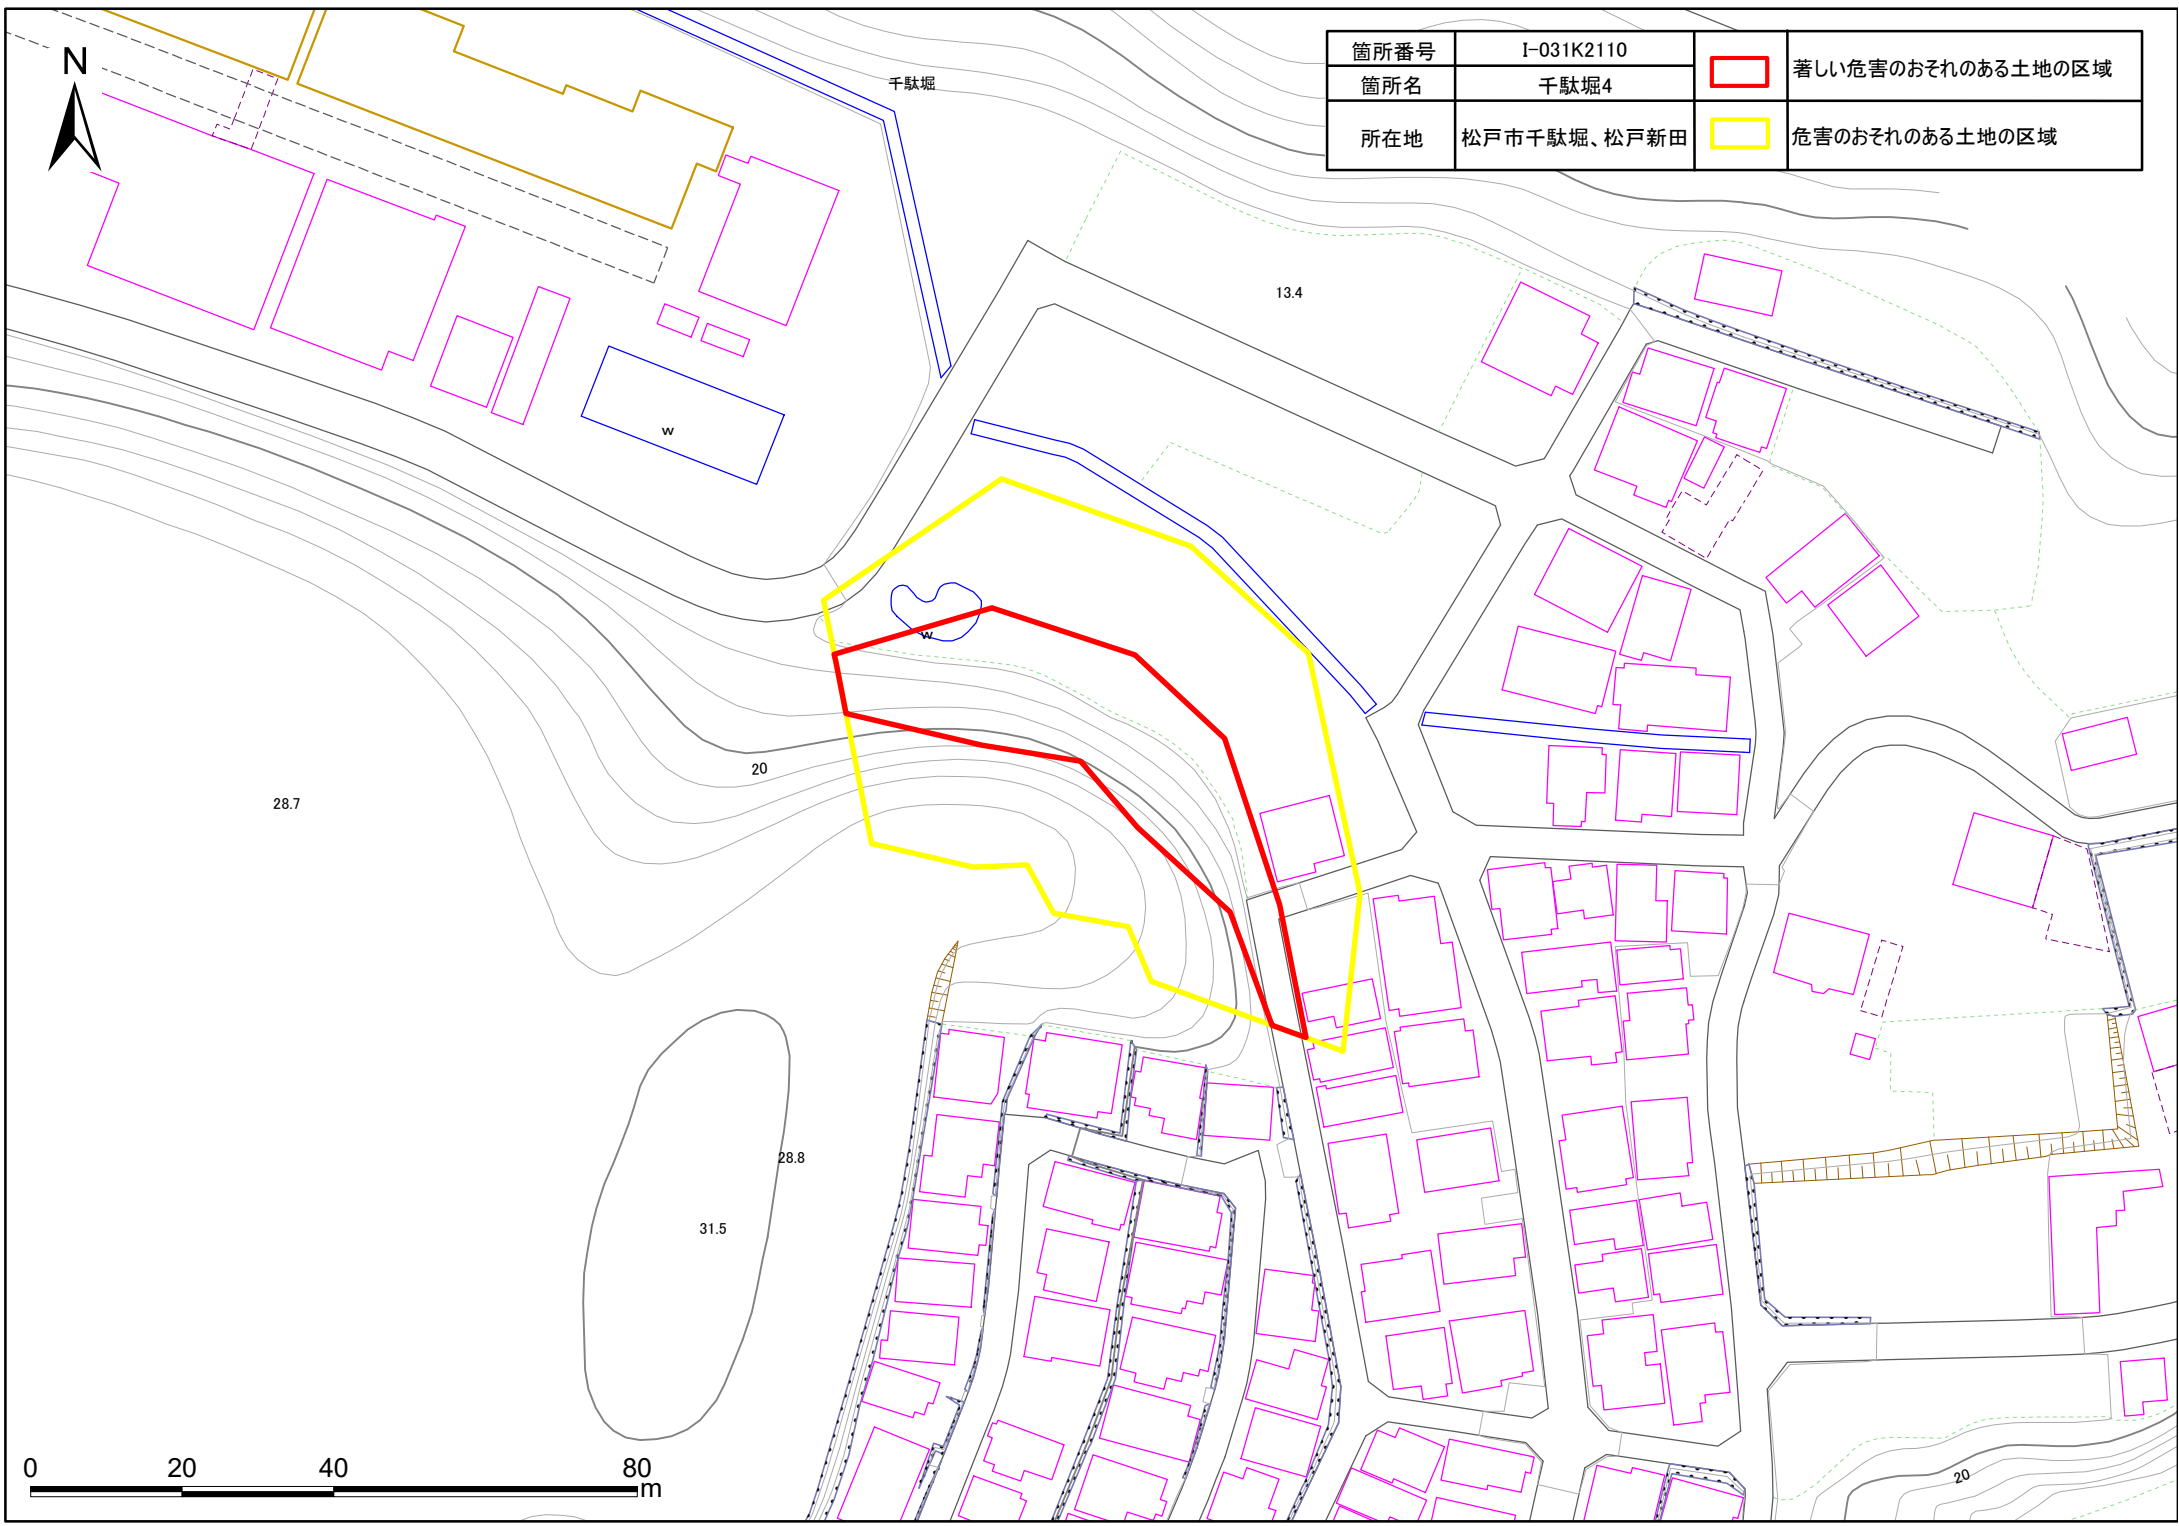 N
千駄堀
箇所番号 I-031K2110 著しい危害のおそれのある土地の区域
箇所名 千駄堀4
所在地 松戸市千駄堀、松戸新田 危害のおそれのある土地の区域
13.4
w
w
20
28.7
28.8
31.5
20
0 20 40 80
m